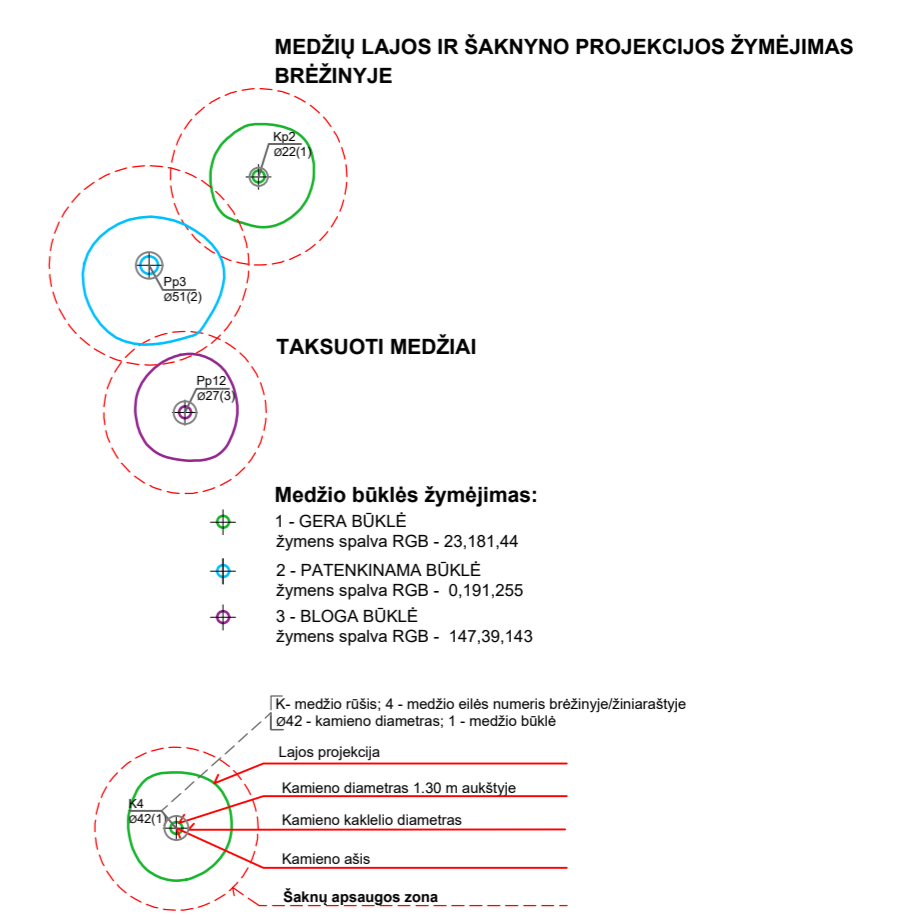 MEDŽIŲ LAJOS IR ŠAKNYNO PROJEKCIJOS ŽYMĖJIMAS
BRĖŽINYJE
Kp2
Ø22(1)
Pp3
Ø51(2)
TAKSUOTI MEDŽIAI
Pp12
Ø27(3)
Medžio būklės žymėjimas:
1 - GERA BŪKLĖ
žymens spalva RGB - 23,181,44
2 - PATENKINAMA BŪKLĖ
žymens spalva RGB - 0,191,255
3 - BLOGA BŪKLĖ
žymens spalva RGB - 147,39,143
K- medžio rūšis; 4 - medžio eilės numeris brėžinyje/žiniaraštyje
Ø42 - kamieno diametras; 1 - medžio būklė
Lajos projekcija
Kamieno diametras 1.30 m aukštyje
K4
Ø42(1)
Kamieno kaklelio diametras
Kamieno ašis
Šaknų apsaugos zona